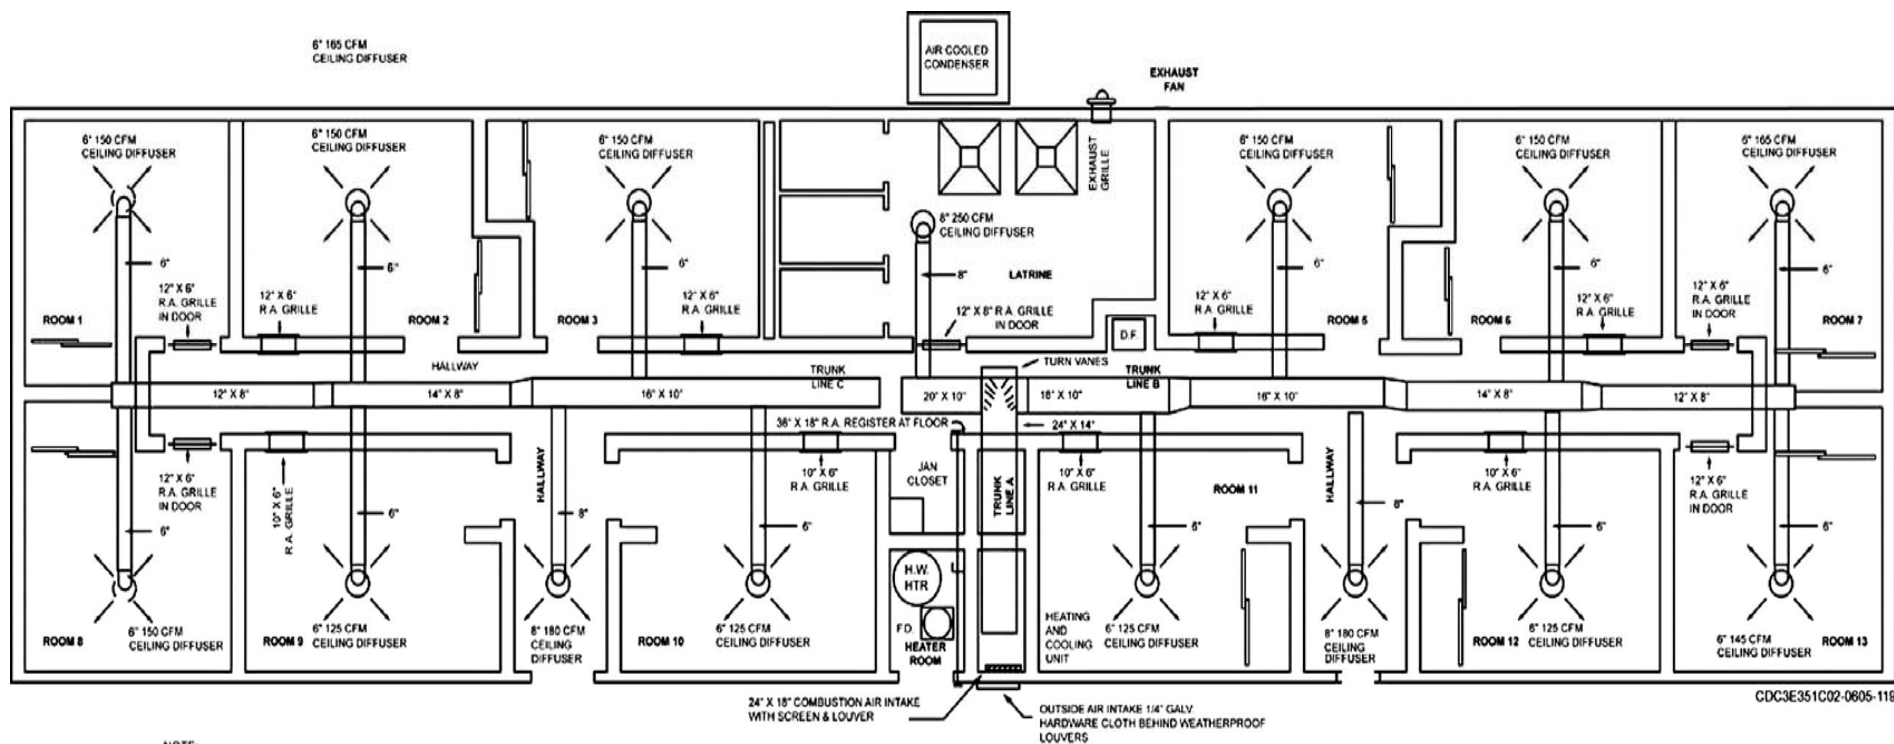 6" 165 CFM
CEILING DIFFUSER
AIR COOLED
CONDENSER
EXHAUST
FAN
6" 150 CFM
CEILING DIFFUSER
6" 150 CFM
CEILING DIFFUSER
6" 150 CFM
CEILING DIFFUSER
EXHAUST
GRILLE
6" 150 CFM
CEILING DIFFUSER
6" 150 CFM
CEILING DIFFUSER
6" 165 CFM
CEILING DIFFUSER
8" 250 CFM
CEILING DIFFUSER
6"
6"
6"
8"
LATRINE
6"
6"
6"
12" X 6"
R.A. GRILLE
IN DOOR
12" X 6"
R.A. GRILLE
12" X 6"
R.A. GRILLE
12" X 8" R.A. GRILLE
IN DOOR
12" X 6"
R.A. GRILLE
12" X 6"
R.A. GRILLE
12" X 6"
R.A. GRILLE
IN DOOR
ROOM 1
ROOM 2
ROOM 3
D.F.
ROOM 5
ROOM 6
ROOM 7
HALLWAY
TRUNK
LINE C
TURN VANES
TRUNK
LINE B
12" X 8"
14" X 8"
16" X 10"
20" X 10"
18" X 10"
16" X 10"
14" X 8"
12" X 8"
36" X 18" R.A. REGISTER AT FLOOR
24" X 14"
12" X 6"
R.A. GRILLE
IN DOOR
10" X 6"
R.A. GRILLE
HALLWAY
10" X 6"
R.A. GRILLE
JAN
CLOSET
TRUNK
LINE A
10" X 6"
R.A. GRILLE
ROOM 11
HALLWAY
10" X 6"
R.A. GRILLE
12" X 6"
R.A. GRILLE
IN DOOR
6"
6"
8"
6"
6"
8"
6"
6"
H.W.
HTR
F.D.
HEATER
ROOM
HEATING
AND
COOLING
UNIT
ROOM 8
6" 150 CFM
CEILING DIFFUSER
ROOM 9
6" 125 CFM
CEILING DIFFUSER
8" 180 CFM
CEILING
DIFFUSER
ROOM 10
6" 125 CFM
CEILING DIFFUSER
6" 125 CFM
CEILING DIFFUSER
8" 180 CFM
CEILING
DIFFUSER
ROOM 12
6" 125 CFM
CEILING DIFFUSER
6" 145 CFM
CEILING DIFFUSER
ROOM 13
24" X 18" COMBUSTION AIR INTAKE
WITH SCREEN & LOUVER
OUTSIDE AIR INTAKE 1/4" GALV.
HARDWARE CLOTH BEHIND WEATHERPROOF
LOUVERS
CDC3E351C02-0605-119